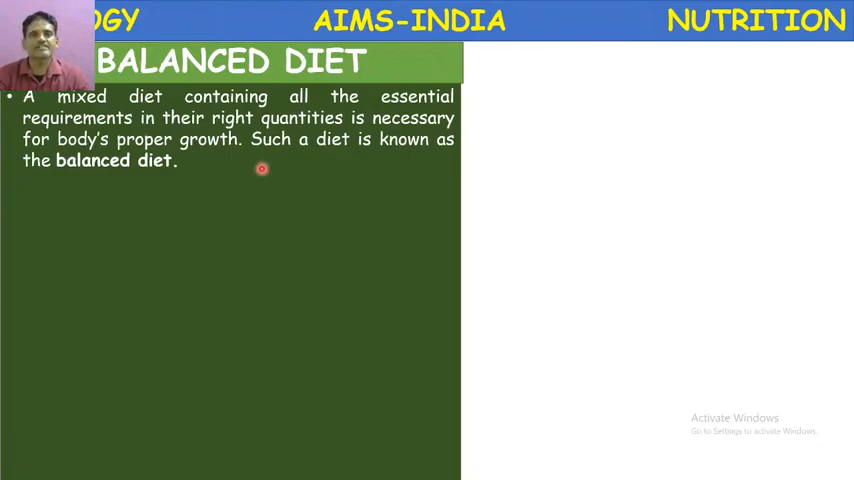 OGY AIMS-INDIA NUTRITION
BALANCED DIET
• A mixed diet containing all the essential
requirements in their right quantities is necessary
for body's proper growth. Such a diet is known as
the balanced diet.
Activate Windows
Go to Settings to activate Windows.